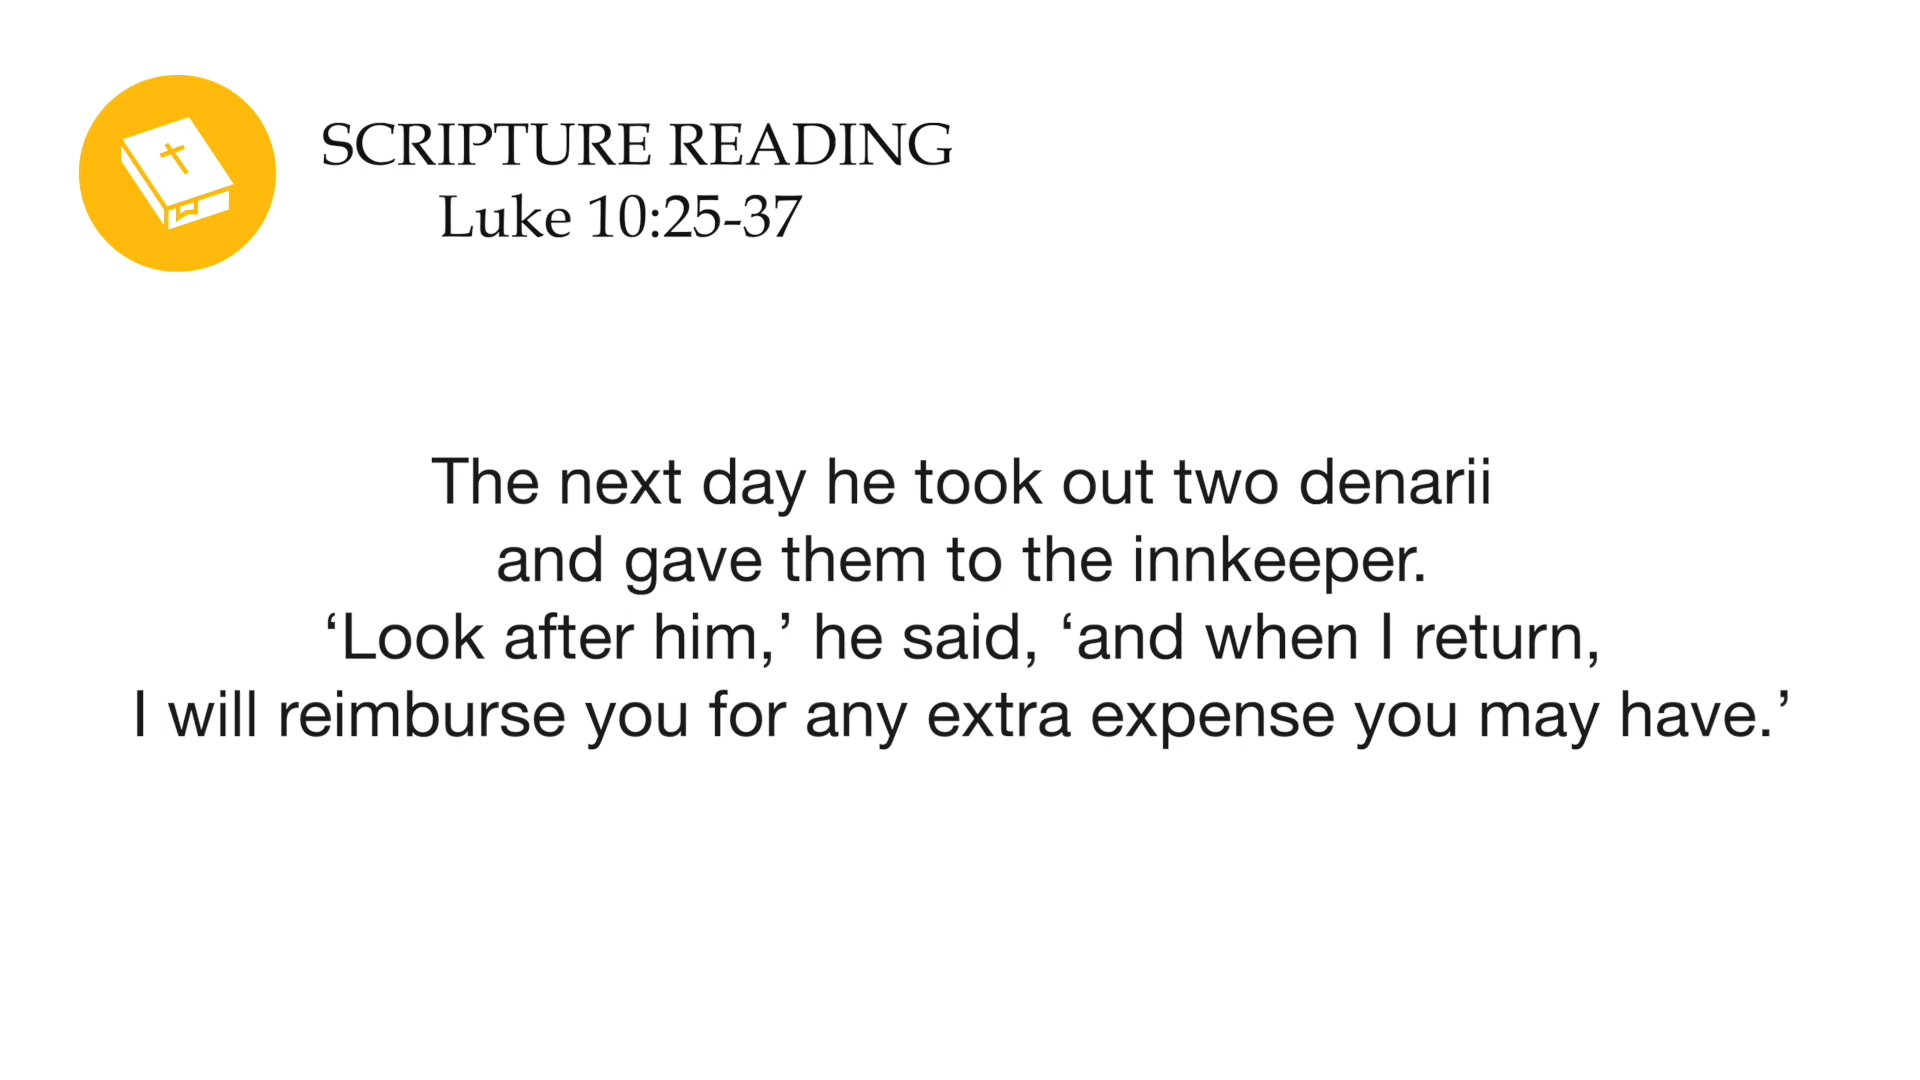 SCRIPTURE READING
Luke 10:25-37
The next day he took out two denarii
and gave them to the innkeeper.
‘Look after him,’ he said, ‘and when I return,
I will reimburse you for any extra expense you may have.’